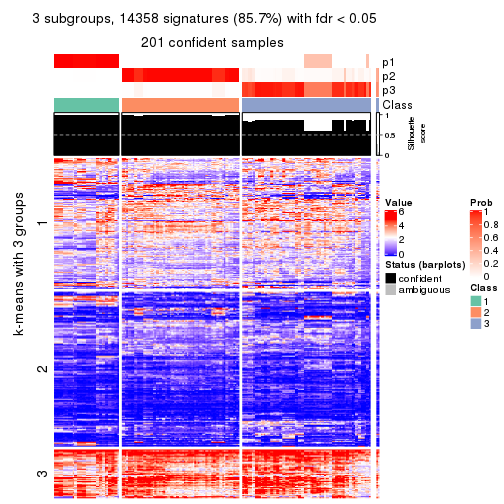 3 subgroups, 14358 signatures (85.7%) with fdr < 0.05
201 confident samples
p1
p2
p3
Class
1
0.5
0
Silhouette
score
k-means with 3 groups
1
2
3
Value
6
4
2
0
Status (barplots)
confident
ambiguous
Prob
1
0.8
0.6
0.4
0.2
0
Class
1
2
3